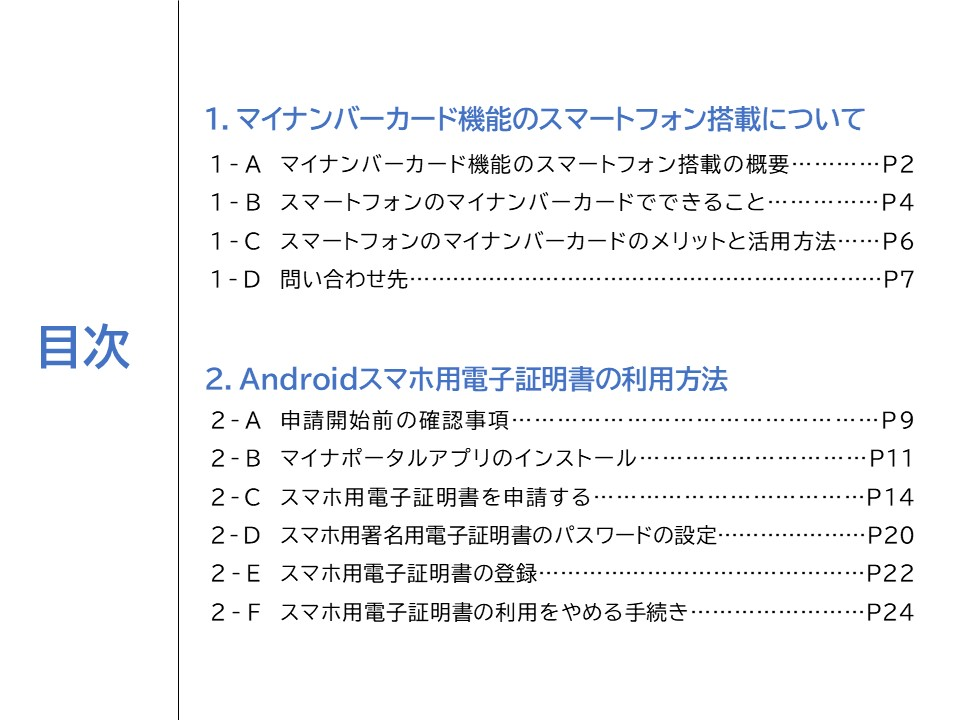 目次
1. マイナンバーカード機能のスマートフォン搭載について
1-A マイナンバーカード機能のスマートフォン搭載の概要…………P2
1-B スマートフォンのマイナンバーカードでできること……………P4
1-C スマートフォンのマイナンバーカードのメリットと活用方法……P6
1-D 問い合わせ先…………………………………………………………P7
2. Androidスマホ用電子証明書の利用方法
2-A 申請開始前の確認事項……………………………………P9
2-B マイナポータルアプリのインストール………………………P11
2-C スマホ用電子証明書を申請する……………………………P14
2-D スマホ用署名用電子証明書のパスワードの設定…………………P20
2-E スマホ用電子証明書の登録………………………………………P22
2-F スマホ用電子証明書の利用をやめる手続き……………………P24